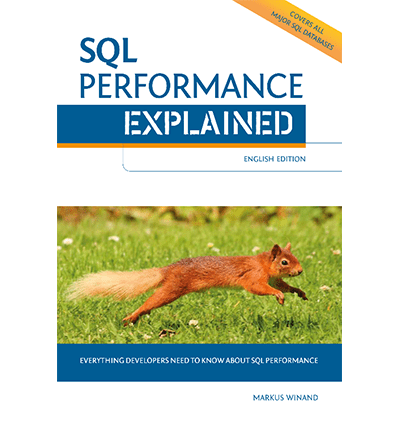 COVERS ALL
MAJOR SQL DATABASES
SQL
PERFORMANCE
EXPLAINED
ENGLISH EDITION
EVERYTHING DEVELOPERS NEED TO KNOW ABOUT SQL PERFORMANCE
MARKUS WINAND